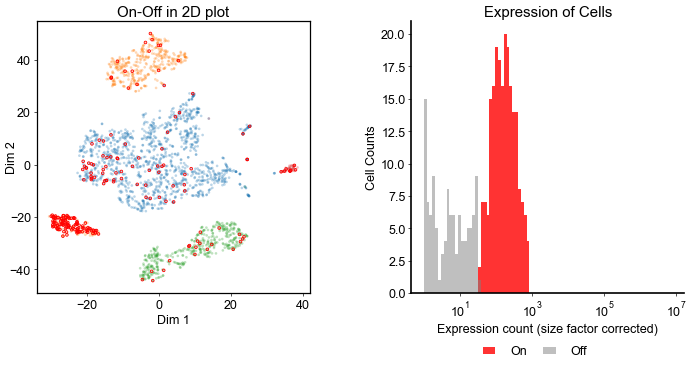 On-Off in 2D plot
40
20
0
−20
−40
Dim 2
−20
0
20
40
Dim 1
Expression of Cells
20.0
17.5
15.0
12.5
10.0
7.5
5.0
2.5
0.0
Cell Counts
10^1
10^3
10^5
10^7
Expression count (size factor corrected)
On
Off